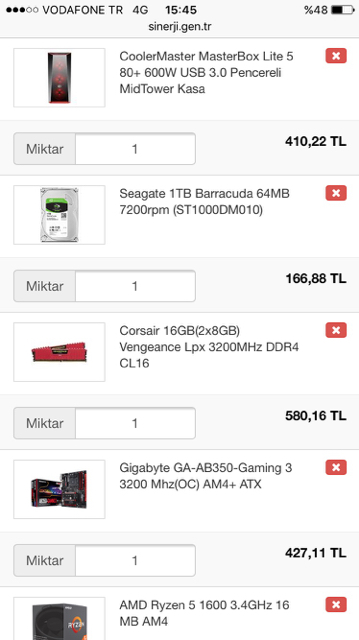 VODAFONE TR 4G 15:45 %48
sinerji.gen.tr
CoolerMaster MasterBox Lite 5
80+ 600W USB 3.0 Pencereli
MidTower Kasa
Miktar 1 410,22 TL
Seagate 1TB Barracuda 64MB
7200rpm (ST1000DM010)
Miktar 1 166,88 TL
Corsair 16GB(2x8GB)
Vengeance Lpx 3200MHz DDR4
CL16
Miktar 1 580,16 TL
Gigabyte GA-AB350-Gaming 3
3200 Mhz(OC) AM4+ ATX
Miktar 1 427,11 TL
AMD Ryzen 5 1600 3.4GHz 16
MB AM4
RYZEN